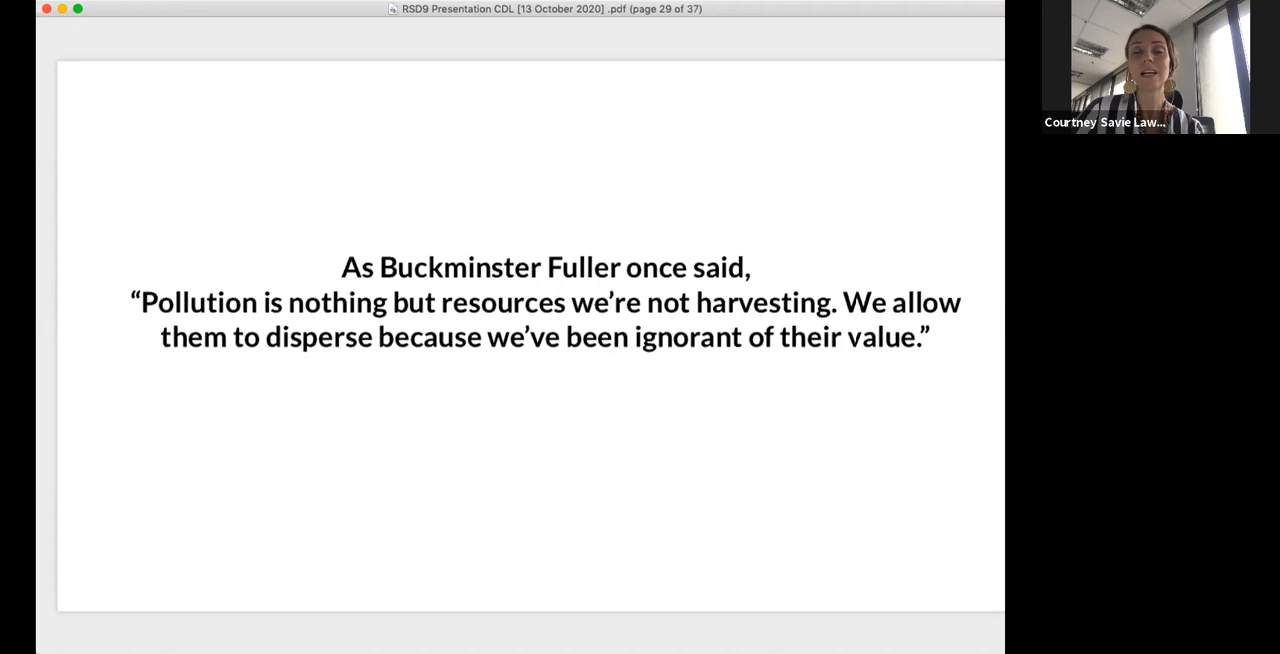 RSD9 Presentation CDL [13 October 2020] .pdf (page 29 of 37)
As Buckminster Fuller once said,
“Pollution is nothing but resources we’re not harvesting. We allow
them to disperse because we’ve been ignorant of their value.”
Courtney Savie Law...